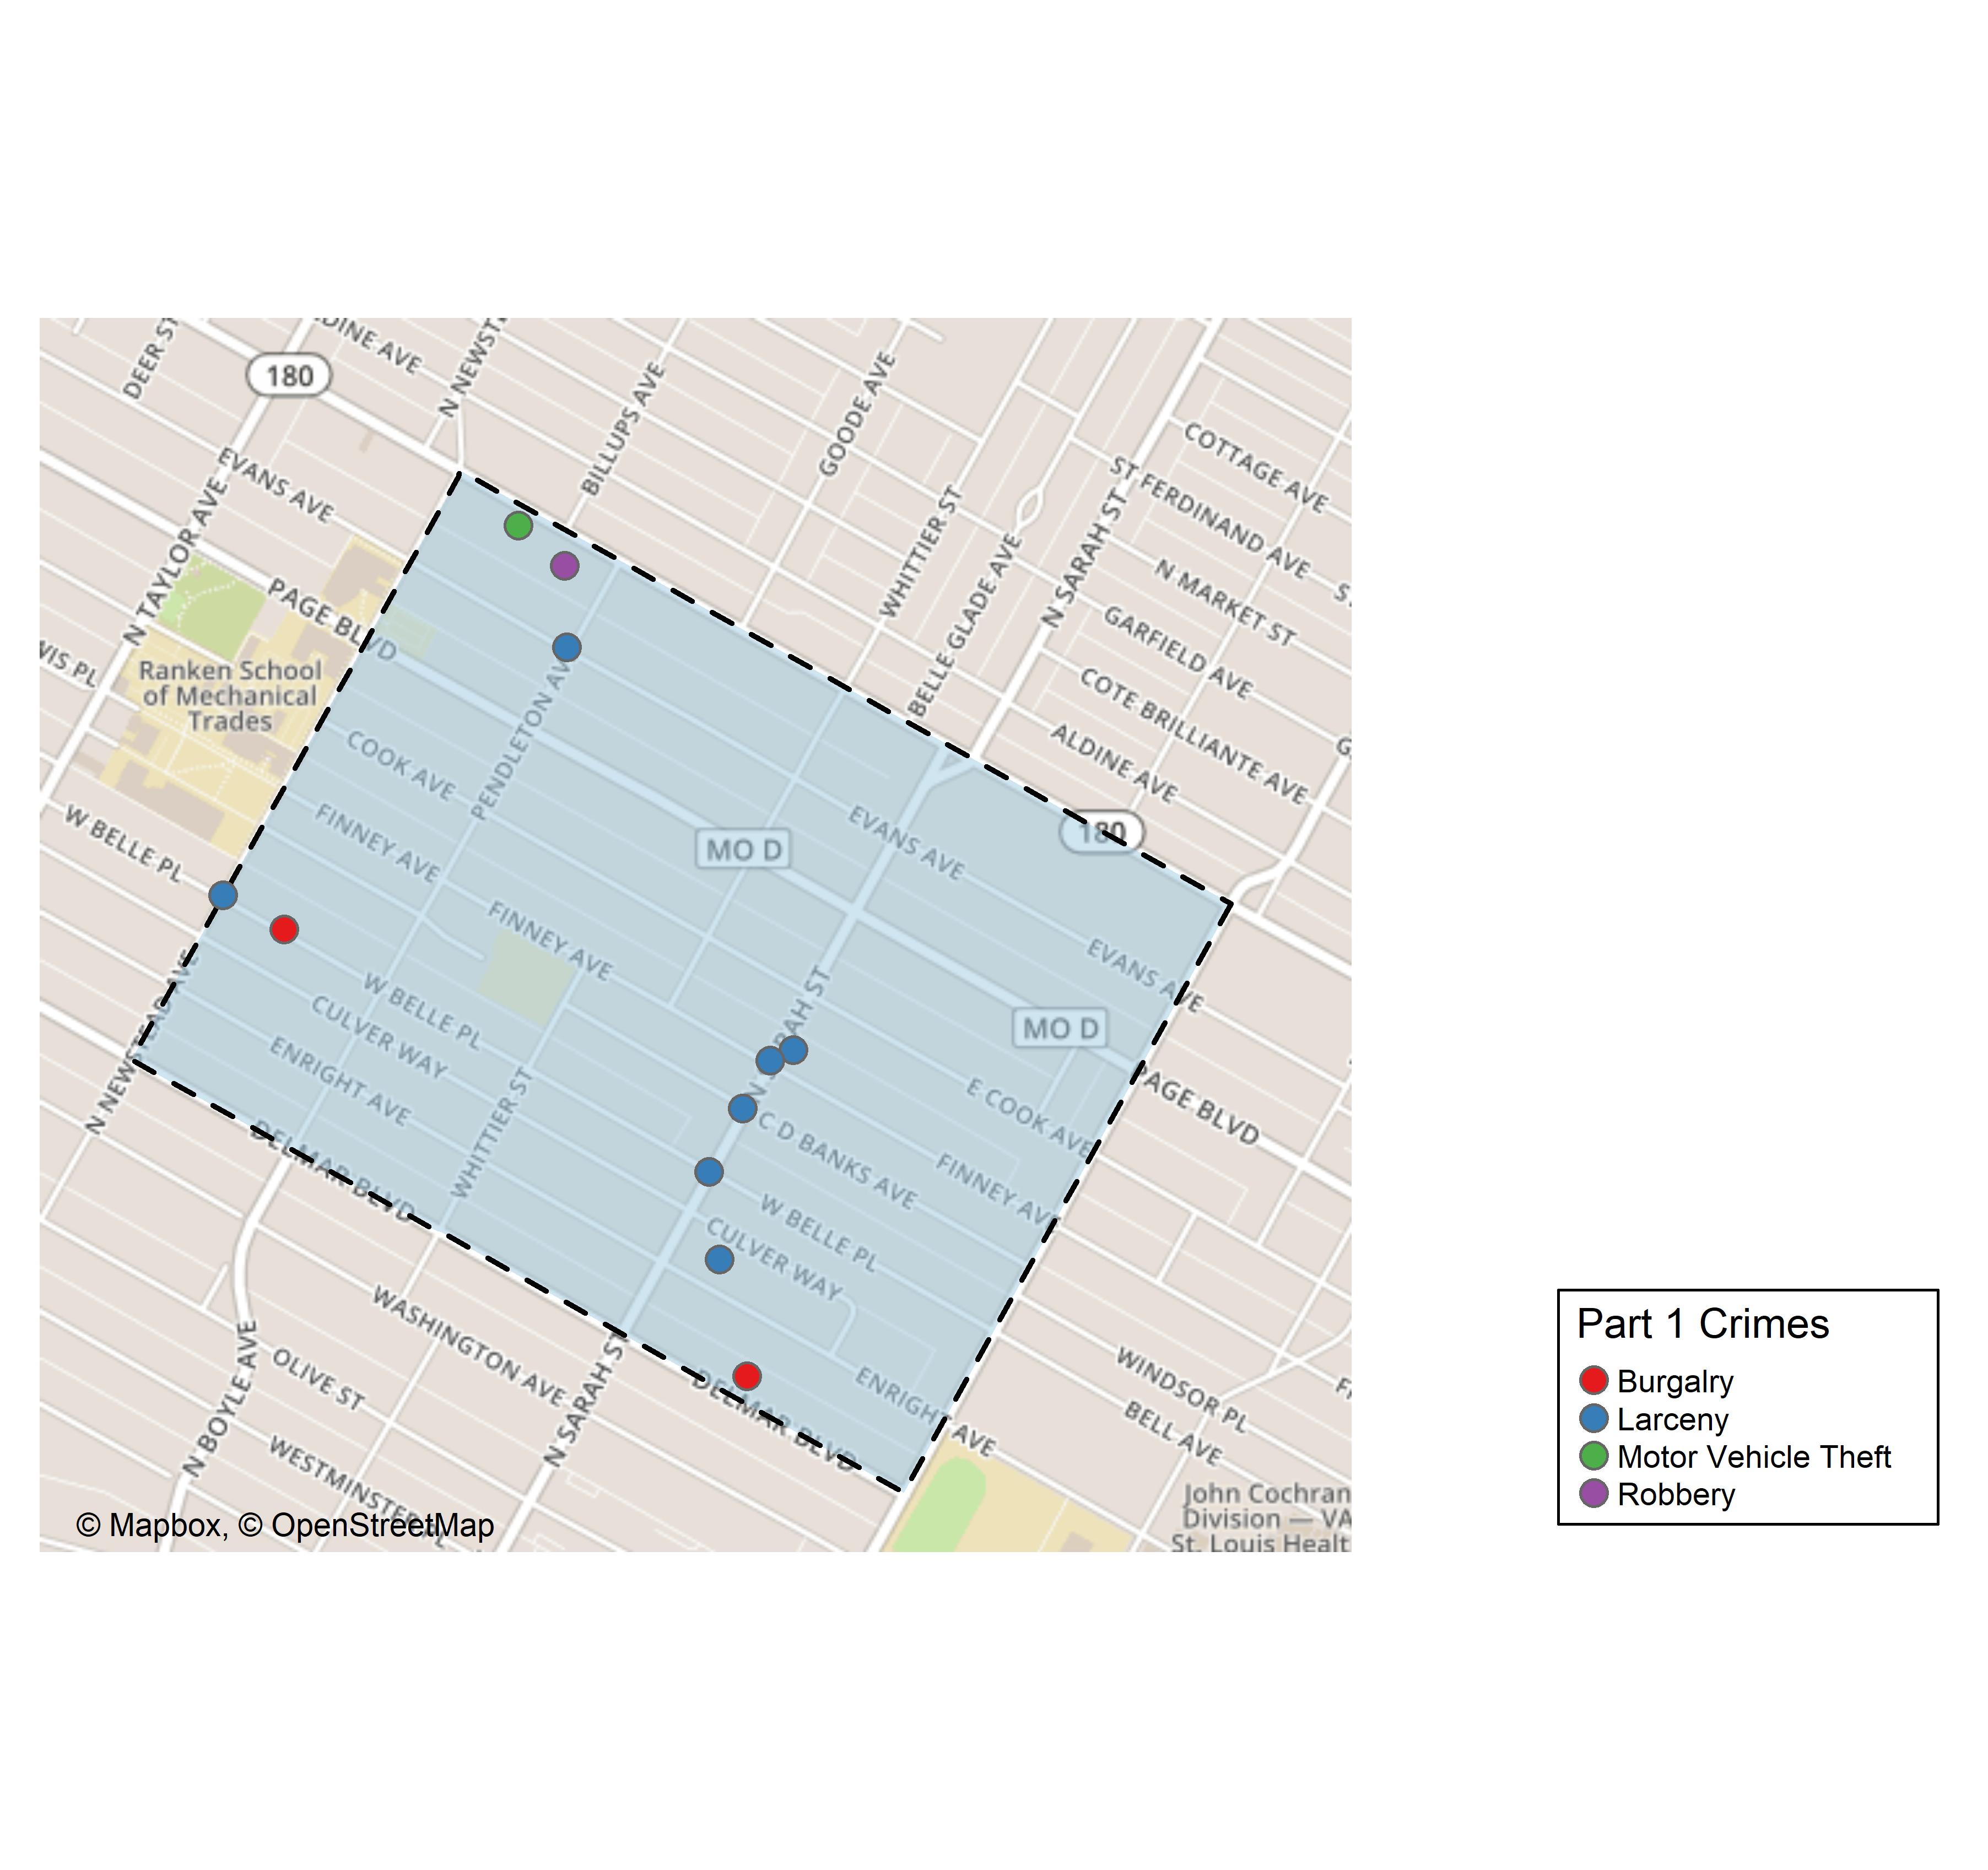 DEER ST
DINE AVE
N NEWST
180
BILLUPS AVE
GOODE AVE
COTTAGE AVE
ST FERDINAND AVE
EVANS AVE
WHITTIER ST
N SARAH ST
N TAYLOR AVE
BELLE GLADE AVE
N MARKET ST
S
PAGE BLVD
GARFIELD AVE
WIS PL
Ranken School
of Mechanical
Trades
PENDLETON AV
COTE BRILLIANTE AVE
COOK AVE
ALDINE AVE
G
W BELLE PL
FINNEY AVE
MO D
EVANS AVE
180
FINNEY AVE
EVANS AVE
N NEWSTEAD AVE
W BELLE PL
N SARAH ST
MO D
CULVER WAY
ENRIGHT AVE
E COOK AVE
PAGE BLVD
WHITTIER ST
C D BANKS AVE
FINNEY AVE
DELMAR BLVD
W BELLE PL
CULVER WAY
WASHINGTON AVE
N BOYLE AVE
OLIVE ST
N SARAH ST
DELMAR BLVD
ENRIGHT AVE
WINDSOR PL
BELL AVE
WESTMINSTER PL
John Cochran
Division — VA
St. Louis Healt
© Mapbox, © OpenStreetMap
Part 1 Crimes
Burgalry
Larceny
Motor Vehicle Theft
Robbery